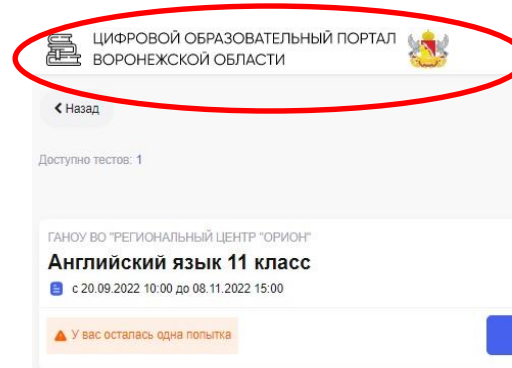 ЦИФРОВОЙ ОБРАЗОВАТЕЛЬНЫЙ ПОРТАЛ
ВОРОНЕЖСКОЙ ОБЛАСТИ
Назад
Доступно тестов: 1
ГАНОУ ВО "РЕГИОНАЛЬНЫЙ ЦЕНТР "ОРИОН"
Английский язык 11 класс
с 20.09.2022 10:00 до 08.11.2022 15:00
У вас осталась одна попытка